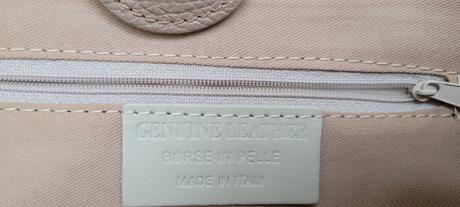 GENUINE LEATHER
BORSE IN PELLE
MADE IN ITALY